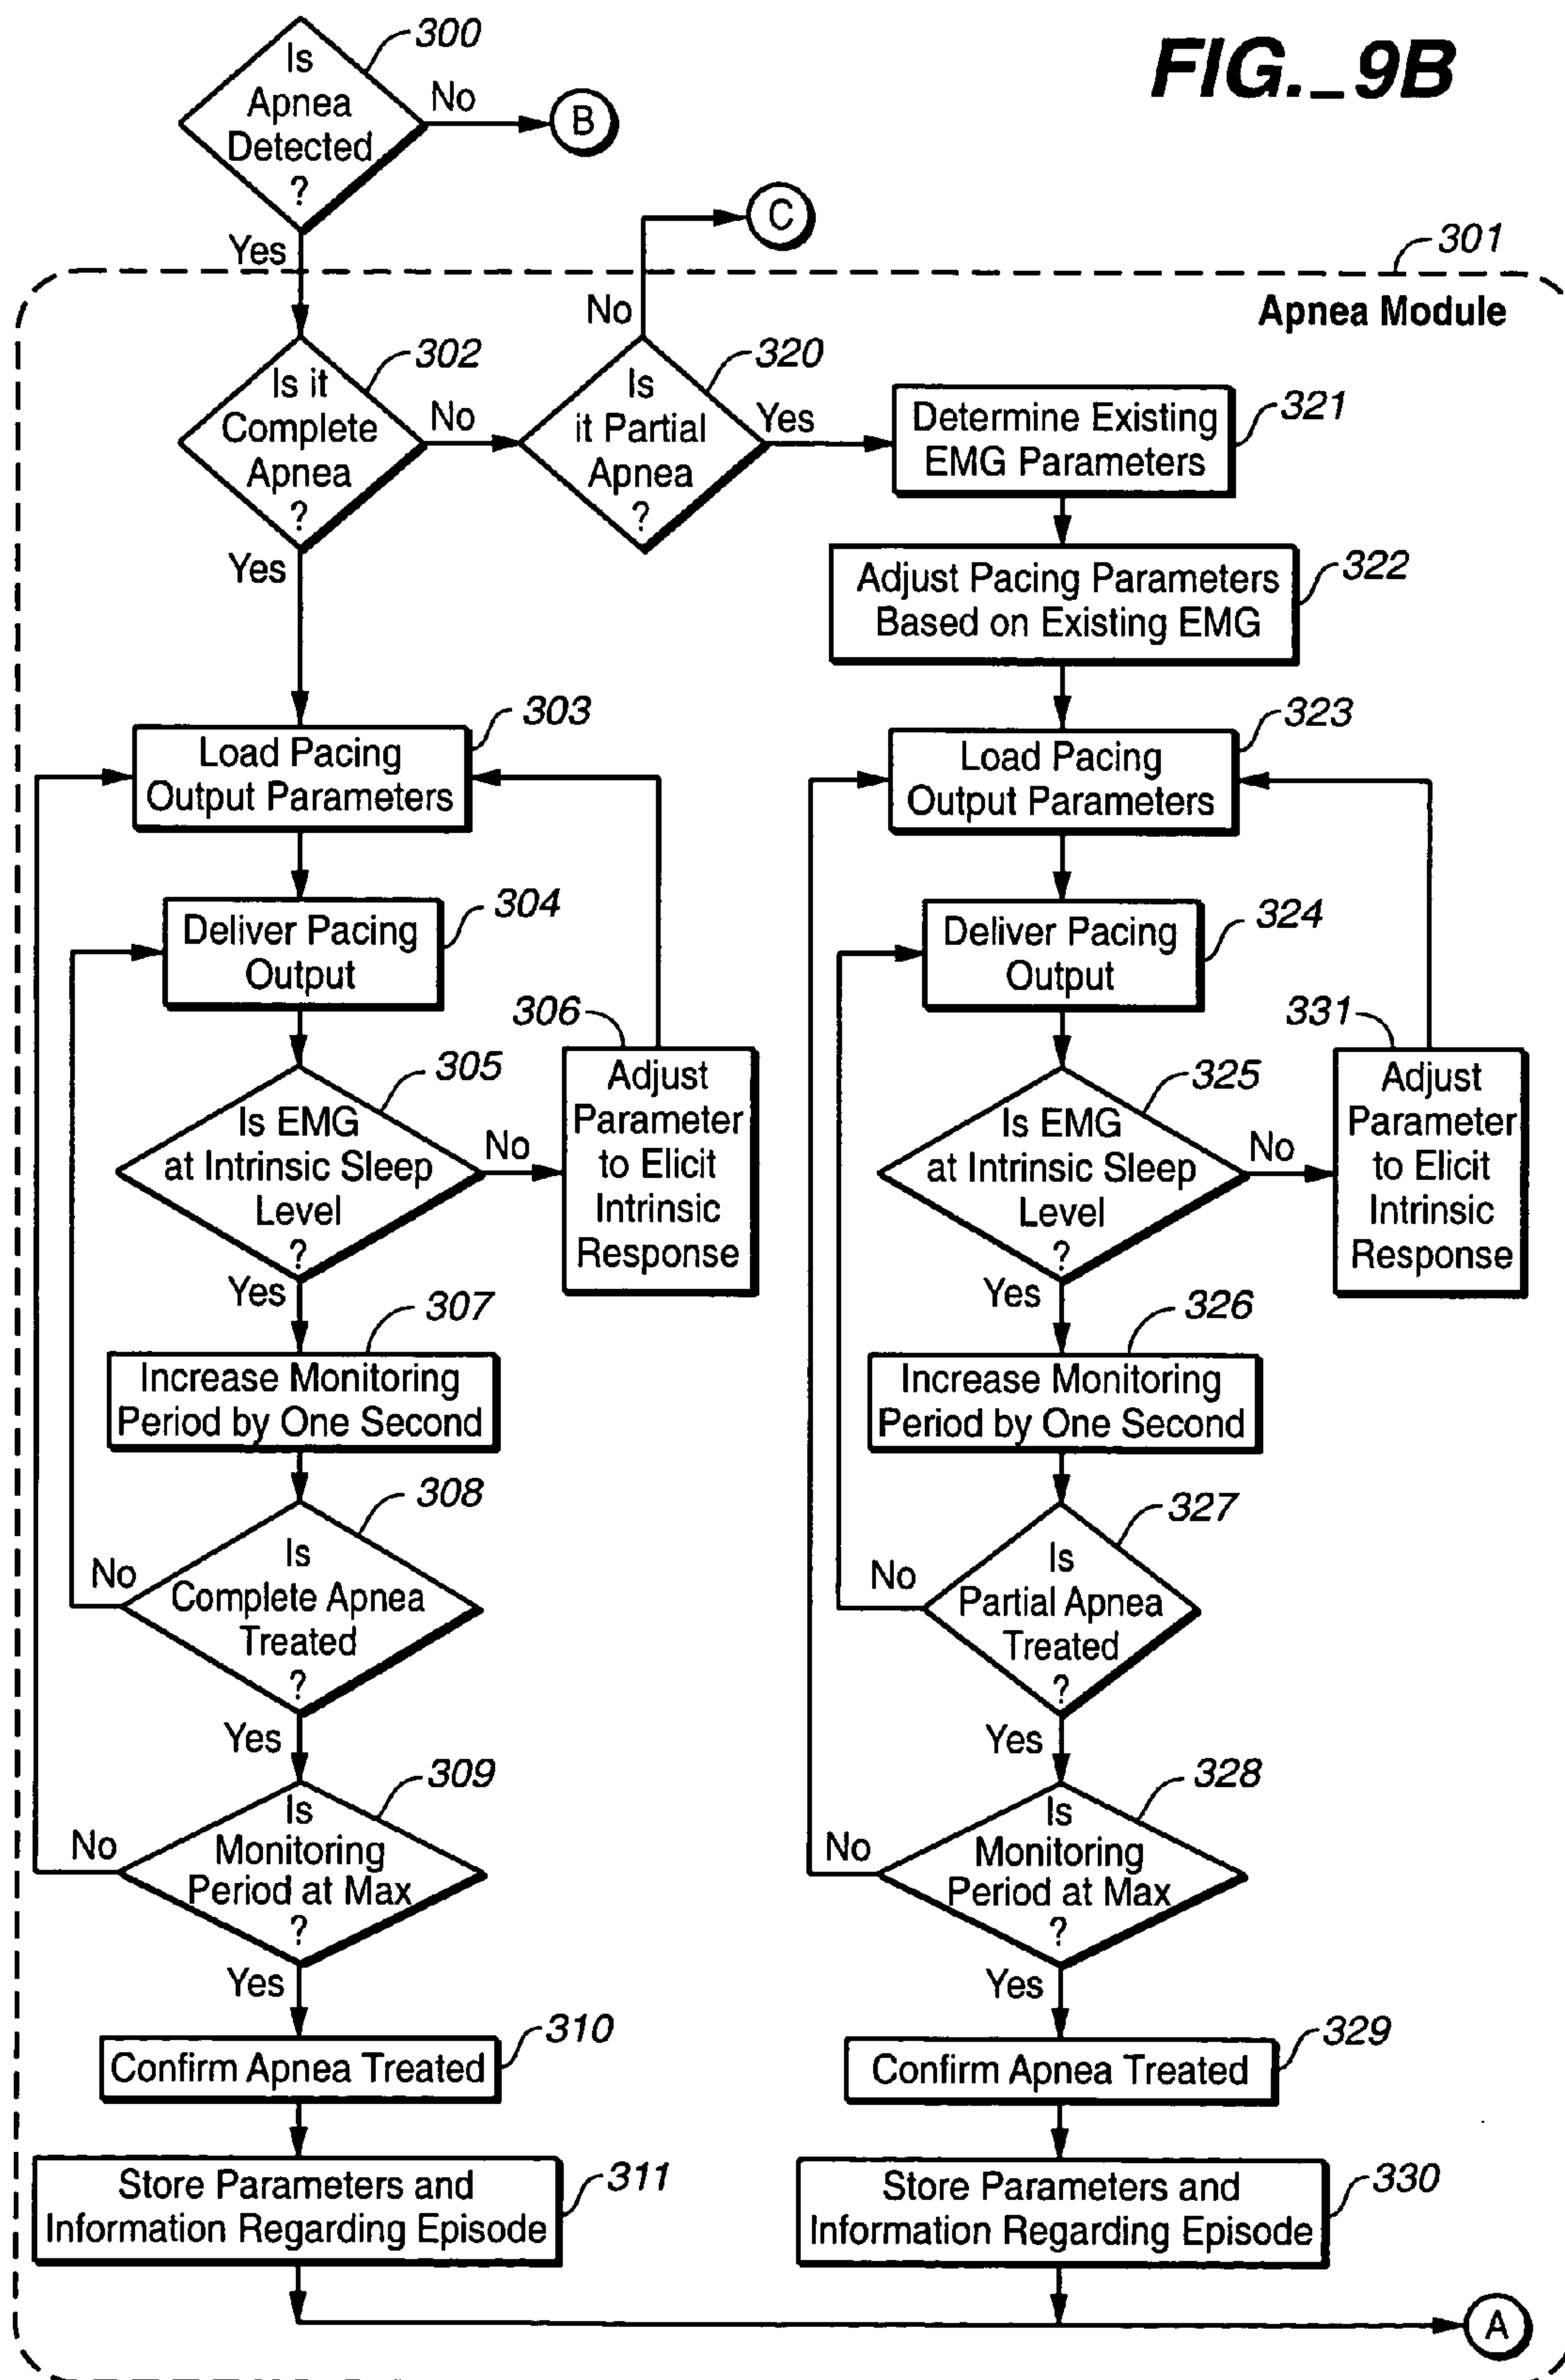 FIG._9B
300
Is
Apnea
Detected
?
No
B
Yes
C
301
Apnea Module
302
Is it
Complete
Apnea
?
No
Yes
No
320
Is
it Partial
Apnea
?
Yes
Determine Existing
EMG Parameters
321
Adjust Pacing Parameters
Based on Existing EMG
322
303
Load Pacing
Output Parameters
304
Deliver Pacing
Output
305
Is EMG
at Intrinsic Sleep
Level
?
No
306
Adjust
Parameter
to Elicit
Intrinsic
Response
Yes
307
Increase Monitoring
Period by One Second
308
Is
Complete Apnea
Treated
?
No
Yes
309
Is
Monitoring
Period at Max
?
No
Yes
310
Confirm Apnea Treated
311
Store Parameters and
Information Regarding Episode
323
Load Pacing
Output Parameters
324
Deliver Pacing
Output
325
Is EMG
at Intrinsic Sleep
Level
?
No
331
Adjust
Parameter
to Elicit
Intrinsic
Response
Yes
326
Increase Monitoring
Period by One Second
327
Is
Partial Apnea
Treated
?
No
Yes
328
Is
Monitoring
Period at Max
?
No
Yes
329
Confirm Apnea Treated
330
Store Parameters and
Information Regarding Episode
A